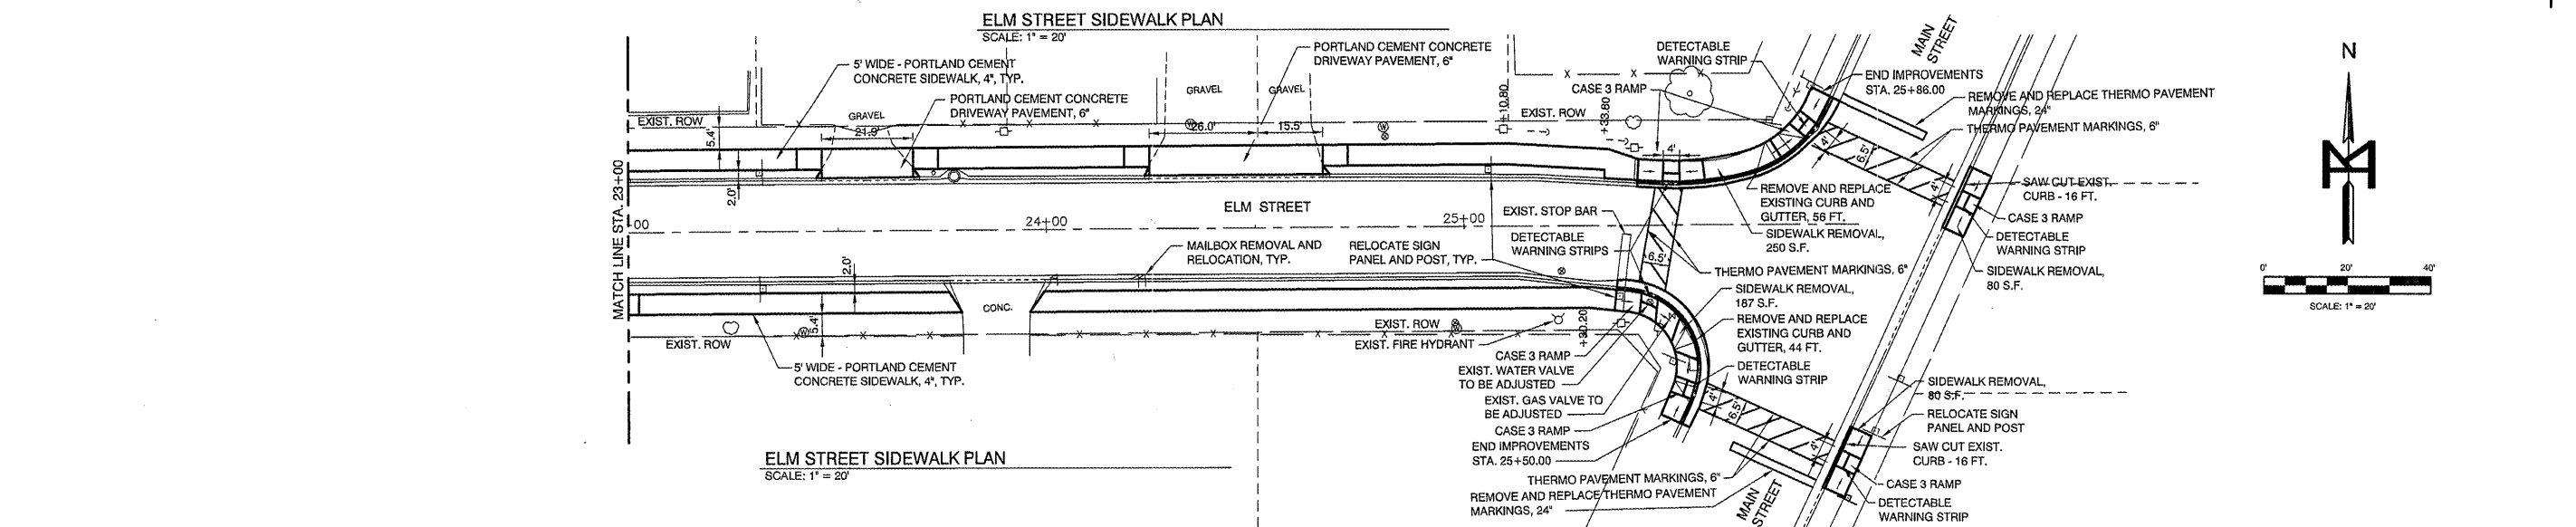 ELM STREET SIDEWALK PLAN
SCALE: 1" = 20'
5' WIDE - PORTLAND CEMENT
CONCRETE SIDEWALK, 4", TYP.
PORTLAND CEMENT CONCRETE
DRIVEWAY PAVEMENT, 6"
GRAVEL
PORTLAND CEMENT CONCRETE
DRIVEWAY PAVEMENT, 6"
GRAVEL
GRAVEL
EXIST. ROW
5.4'
2.0'
21.9'
26.0'
15.5'
+10.80
EXIST. ROW
+33.80
DETECTABLE
WARNING STRIP
CASE 3 RAMP
MAIN
STREET
END IMPROVEMENTS
STA. 25+86.00
REMOVE AND REPLACE THERMO PAVEMENT
MARKINGS, 24"
THERMO PAVEMENT MARKINGS, 6"
4'
4'
6.5'
4'
SAW CUT EXIST.
CURB - 16 FT.
CASE 3 RAMP
DETECTABLE
WARNING STRIP
SIDEWALK REMOVAL,
80 S.F.
REMOVE AND REPLACE
EXISTING CURB AND
GUTTER, 56 FT.
SIDEWALK REMOVAL,
250 S.F.
MATCH LINE STA. 23+00
00
24+00
ELM STREET
25+00
EXIST. STOP BAR
DETECTABLE
WARNING STRIPS
6.5'
MAILBOX REMOVAL AND
RELOCATION, TYP.
RELOCATE SIGN
PANEL AND POST, TYP.
THERMO PAVEMENT MARKINGS, 6"
SIDEWALK REMOVAL,
187 S.F.
REMOVE AND REPLACE
EXISTING CURB AND
GUTTER, 44 FT.
DETECTABLE
WARNING STRIP
2.0'
5.4'
CONC.
EXIST. ROW
EXIST. ROW
EXIST. FIRE HYDRANT
+30.20
5' WIDE - PORTLAND CEMENT
CONCRETE SIDEWALK, 4", TYP.
CASE 3 RAMP
EXIST. WATER VALVE
TO BE ADJUSTED
EXIST. GAS VALVE TO
BE ADJUSTED
CASE 3 RAMP
END IMPROVEMENTS
STA. 25+50.00
4'
6.5'
4'
THERMO PAVEMENT MARKINGS, 6"
REMOVE AND REPLACE THERMO PAVEMENT
MARKINGS, 24"
MAIN
STREET
SIDEWALK REMOVAL,
80 S.F.
RELOCATE SIGN
PANEL AND POST
SAW CUT EXIST.
CURB - 16 FT.
CASE 3 RAMP
DETECTABLE
WARNING STRIP
ELM STREET SIDEWALK PLAN
SCALE: 1" = 20'
N
0'
20'
40'
SCALE: 1" = 20'